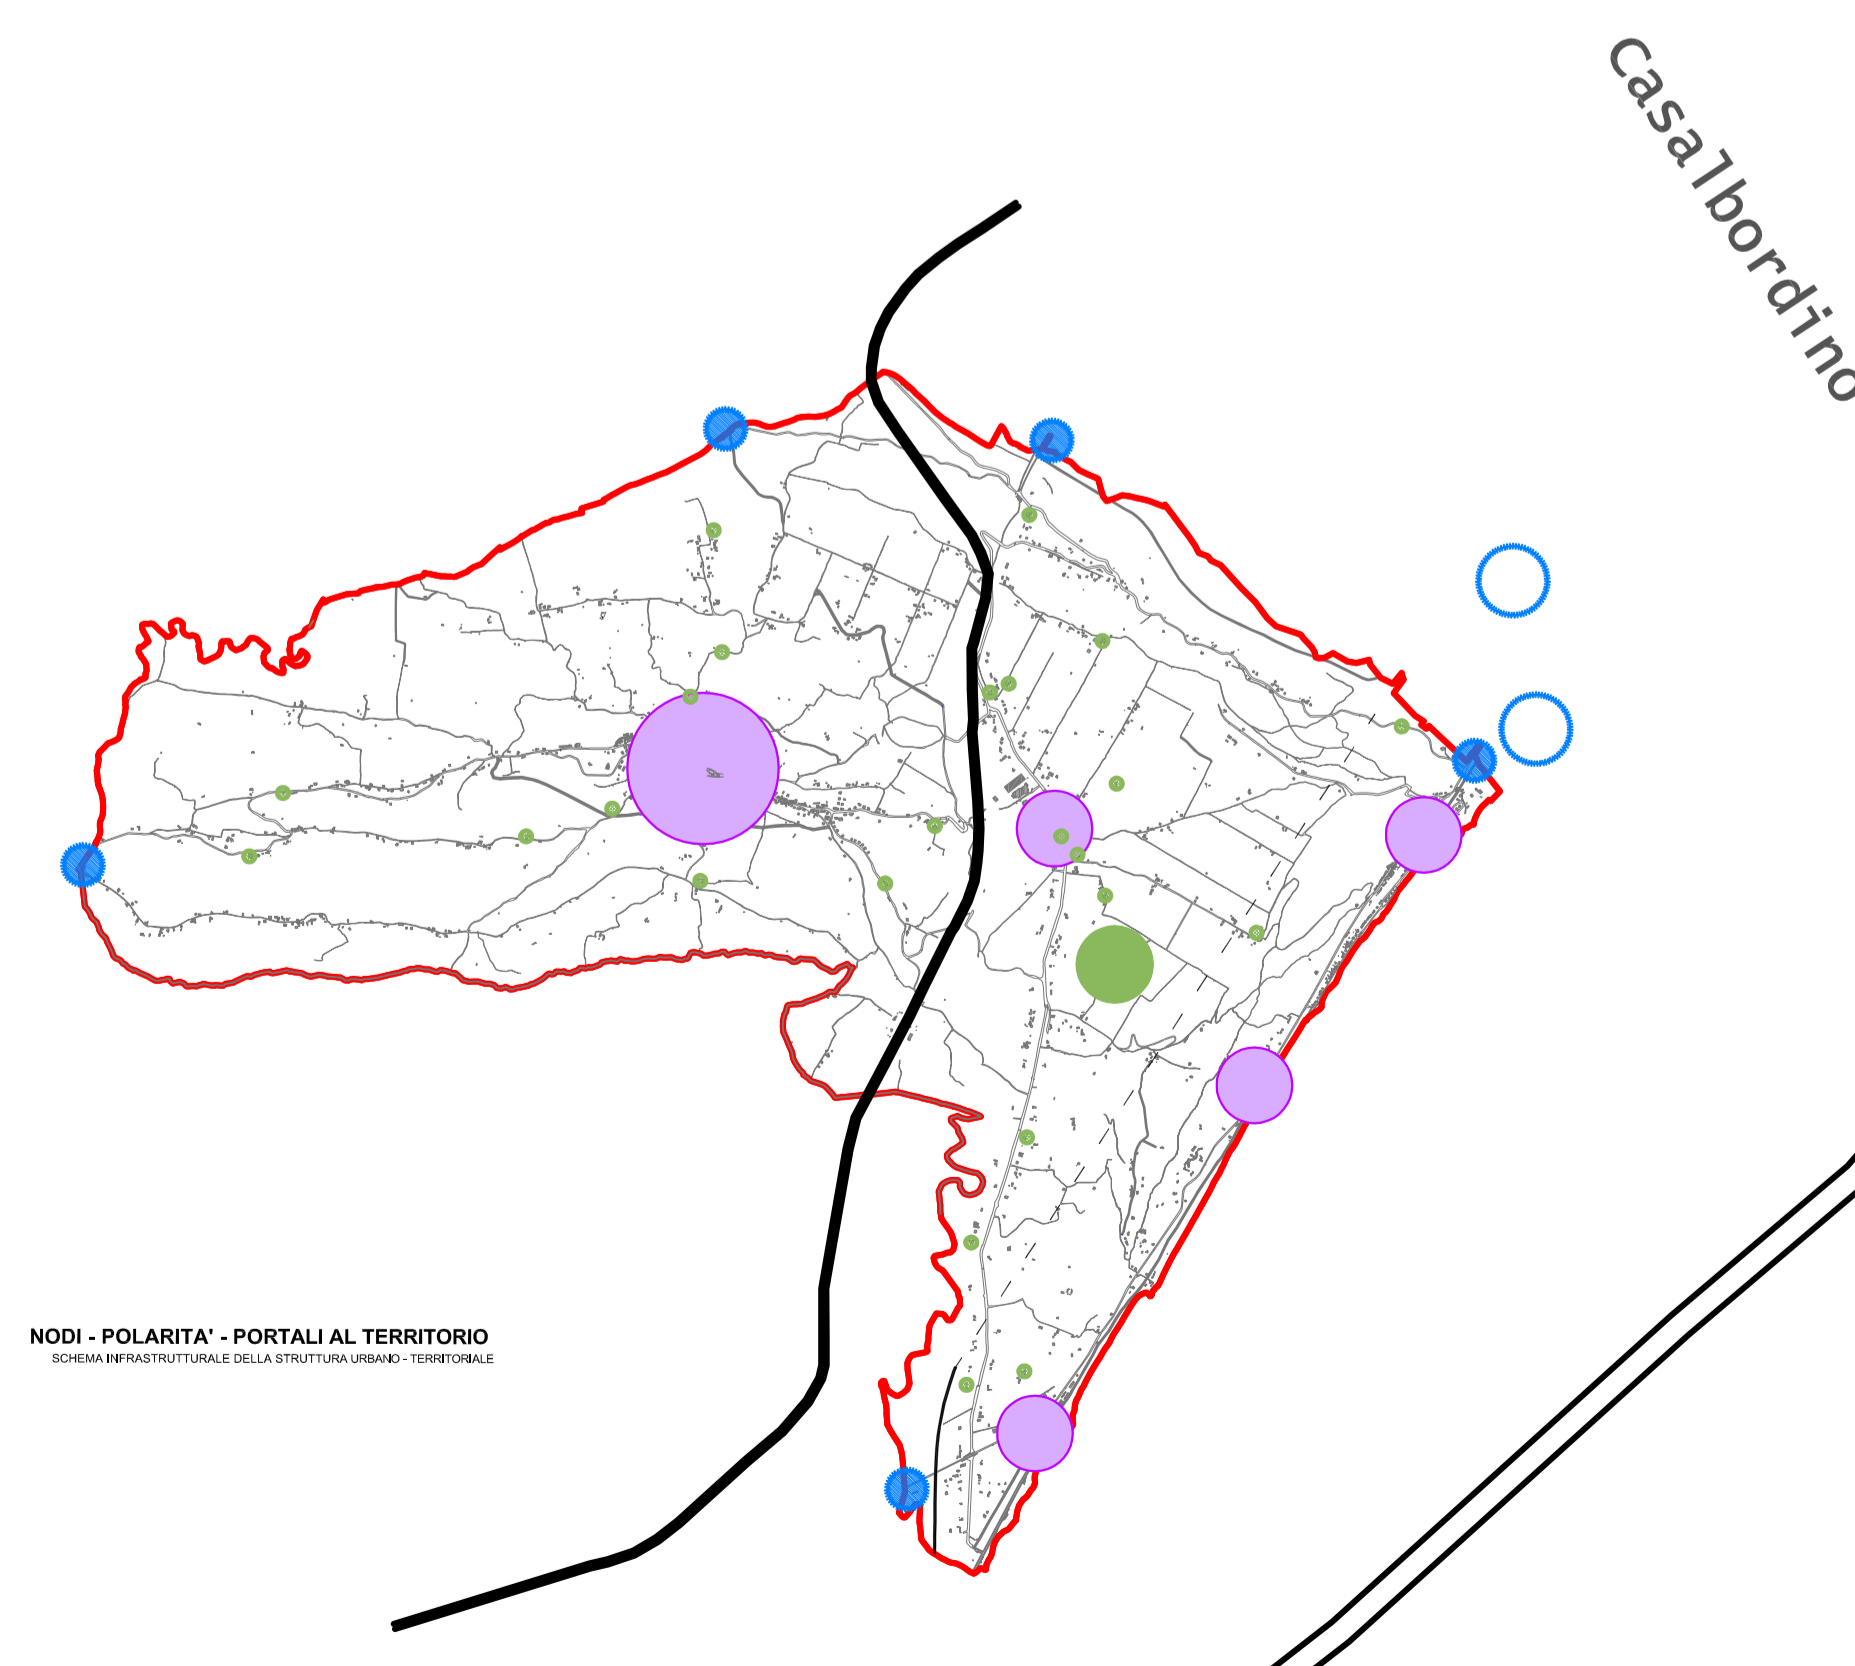 Casalbordino
NODI - POLARITA' - PORTALI AL TERRITORIO
SCHEMA INFRASTRUTTURALE DELLA STRUTTURA URBANO - TERRITORIALE